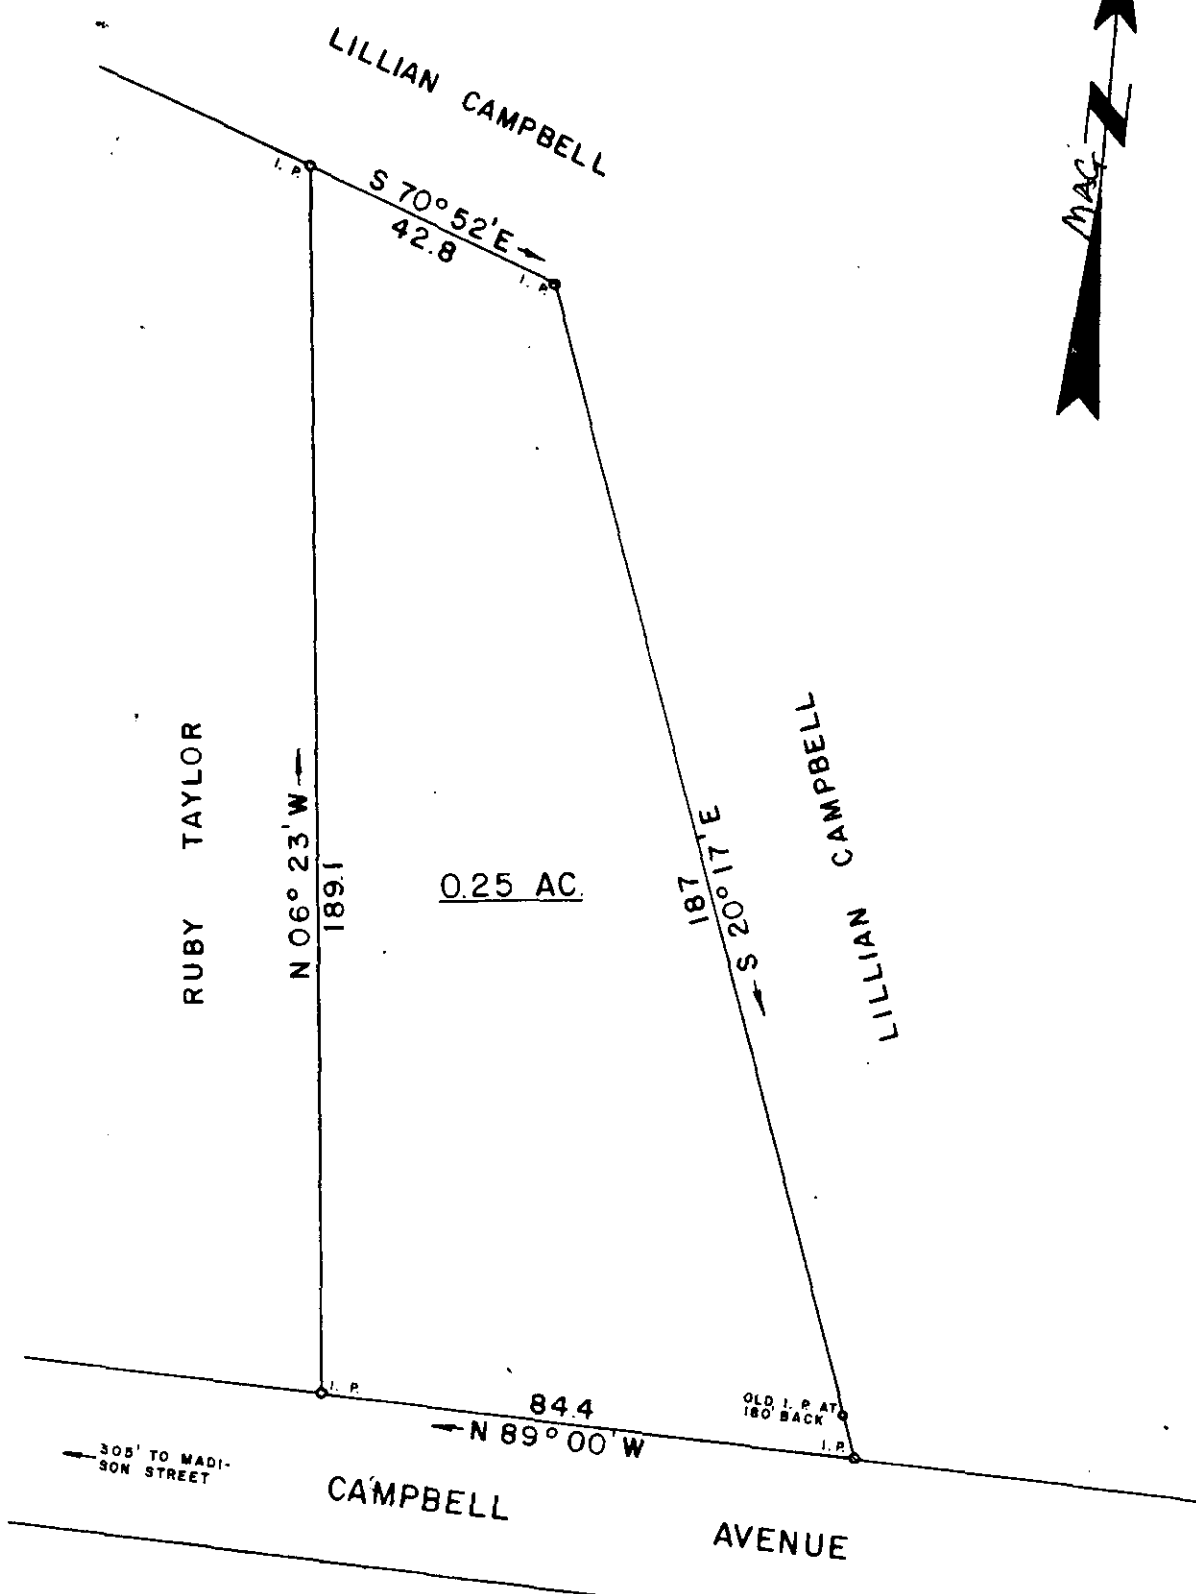 LILLIAN CAMPBELL
N
MAG
I. P.
S 70° 52' E
42.8
I. P.
RUBY TAYLOR
N 06° 23' W
189.1
0.25 AC.
187
S 20° 17' E
LILLIAN CAMPBELL
I. P.
84.4
N 89° 00' W
OLD I. P. AT
180' BACK
I. P.
305' TO MADI-
SON STREET
CAMPBELL AVENUE